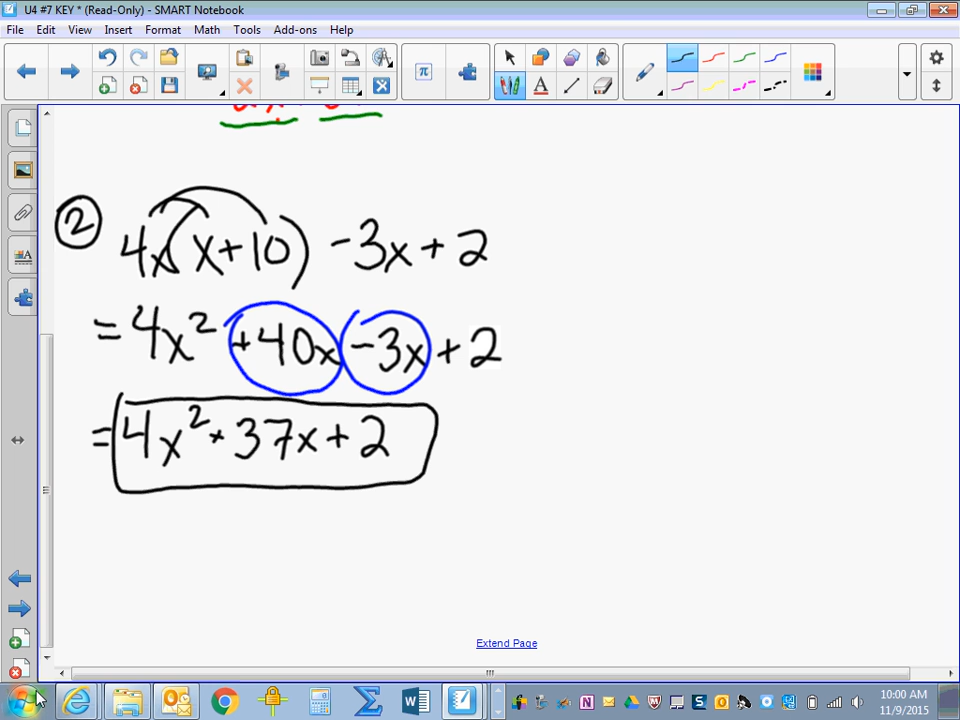 U4 #7 KEY * (Read-Only) - SMART Notebook
File Edit View Insert Format Math Tools Add-ons Help
② 4x(x+10) -3x+2
=4x² +40x -3x +2
=4x²+37x+2
Extend Page
10:00 AM
11/9/2015